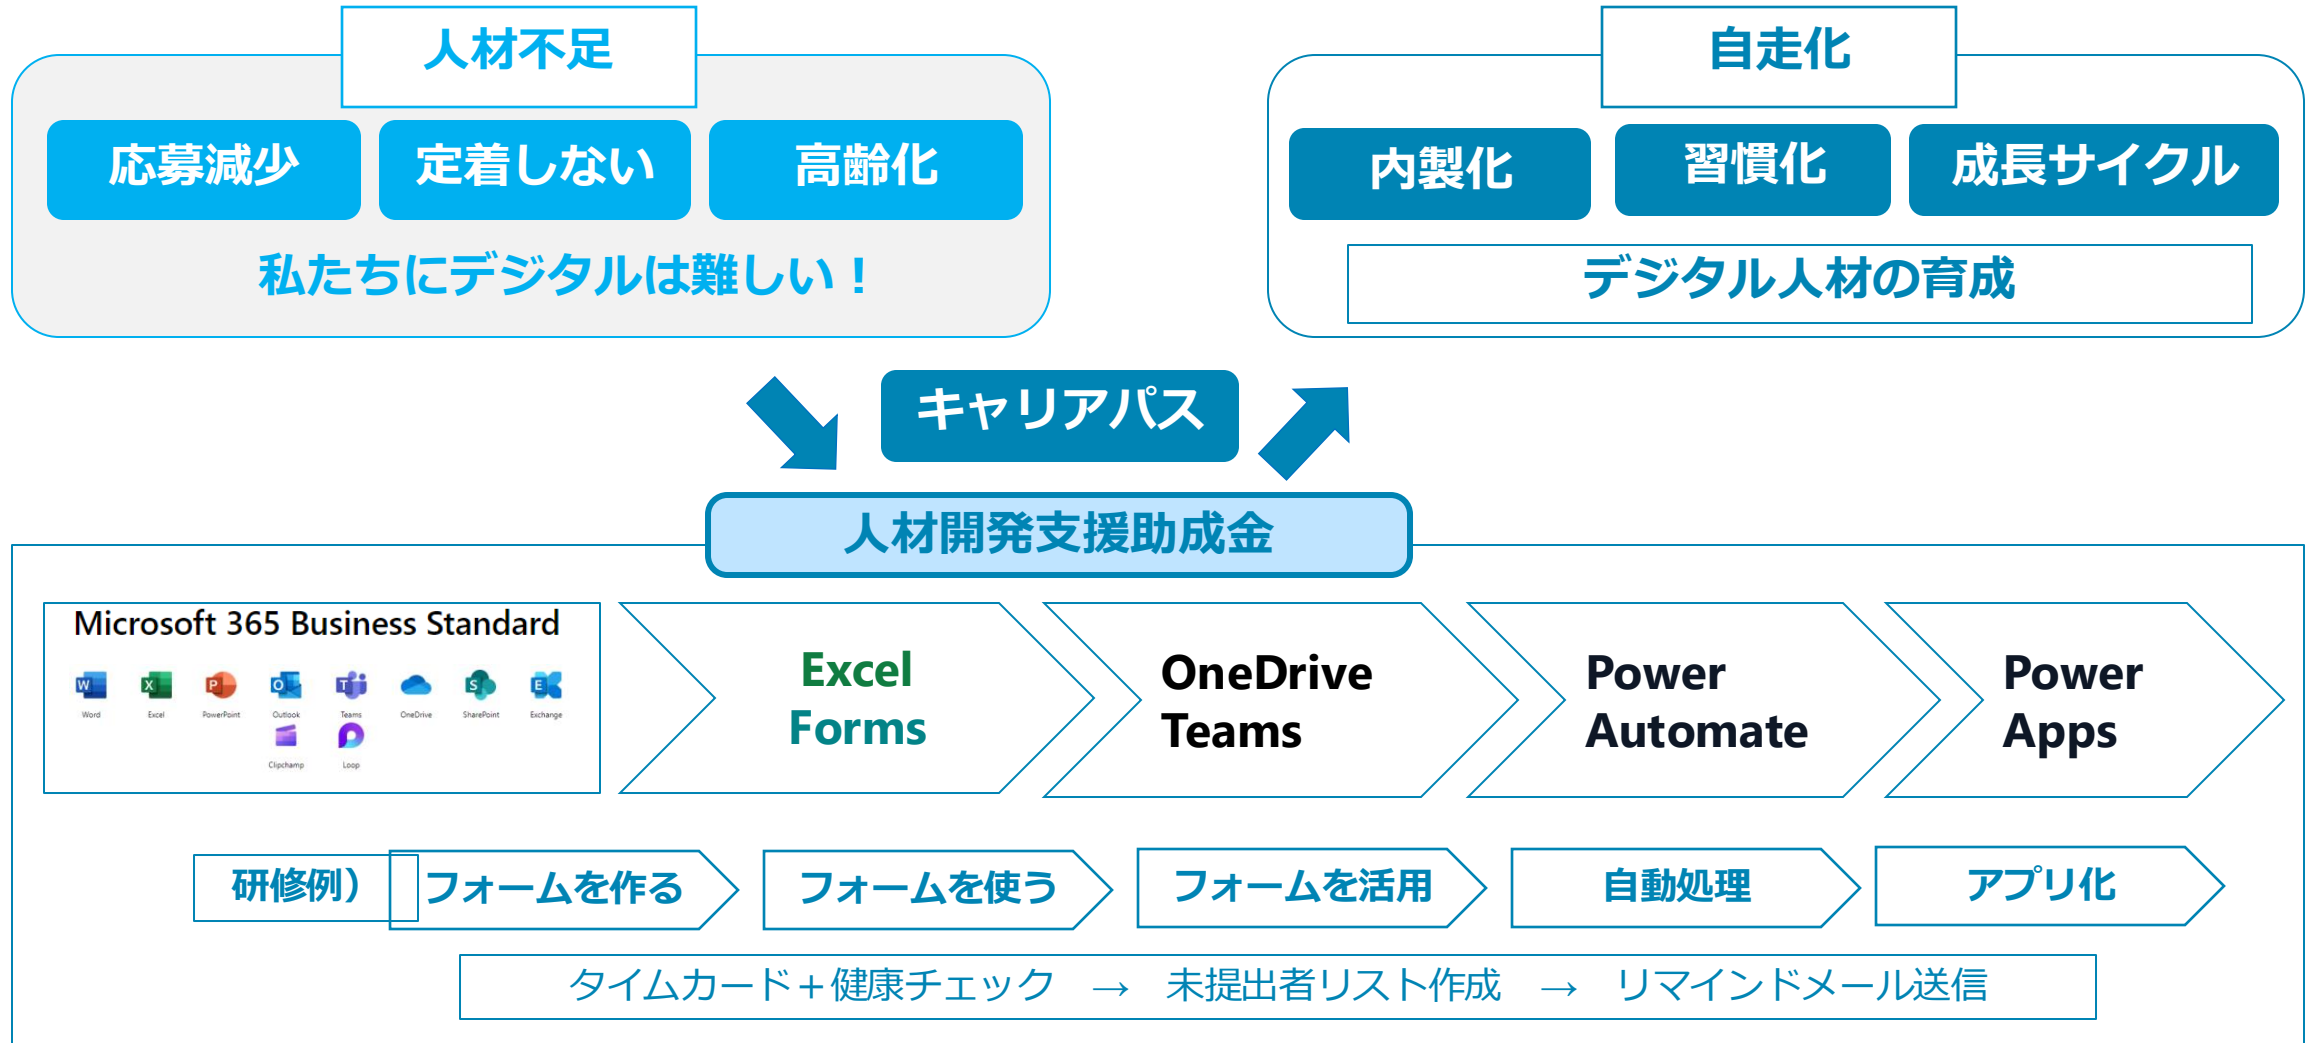 人材不足
応募減少
定着しない
高齢化
私たちにデジタルは難しい！
自走化
内製化
習慣化
成長サイクル
デジタル人材の育成
キャリアパス
人材開発支援助成金
Microsoft 365 Business Standard
Word
Excel
PowerPoint
Outlook
Teams
OneDrive
SharePoint
Exchange
Clipchamp
Loop
Excel
Forms
OneDrive
Teams
Power
Automate
Power
Apps
研修例）
フォームを作る
フォームを使う
フォームを活用
自動処理
アプリ化
タイムカード＋健康チェック　→　未提出者リスト作成　→　リマインドメール送信